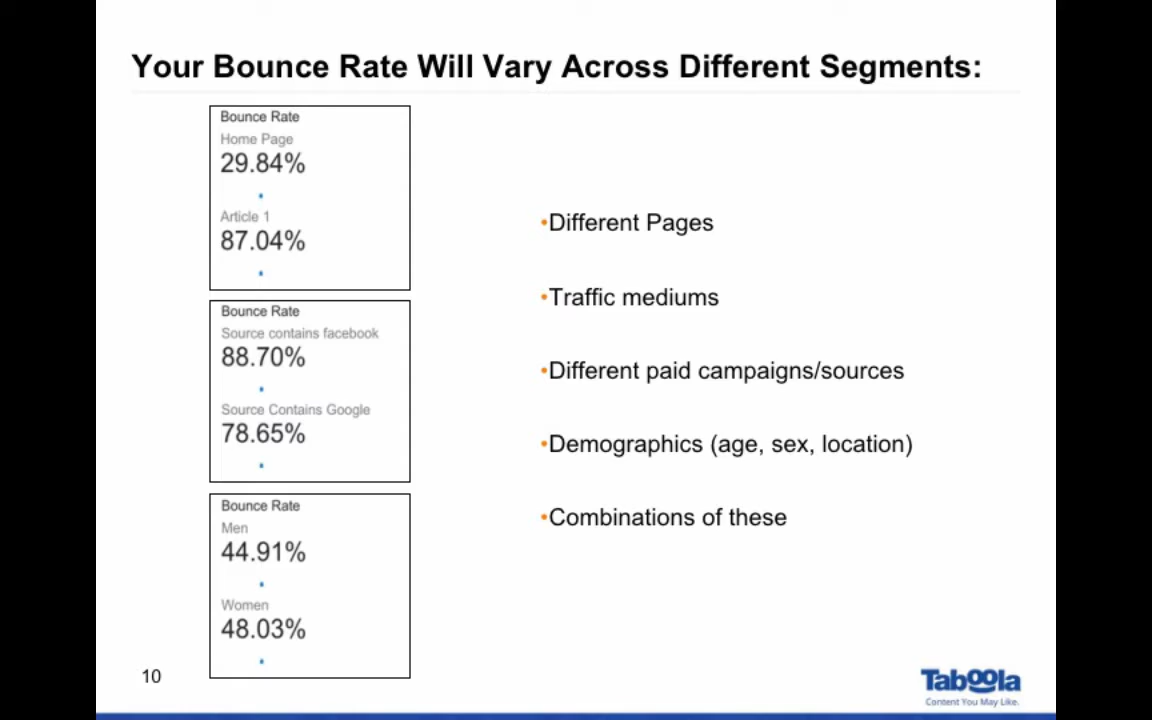 Your Bounce Rate Will Vary Across Different Segments:
Bounce Rate
Home Page
29.84%
Article 1
87.04%
Bounce Rate
Source contains facebook
88.70%
Source Contains Google
78.65%
Bounce Rate
Men
44.91%
Women
48.03%
•Different Pages
•Traffic mediums
•Different paid campaigns/sources
•Demographics (age, sex, location)
•Combinations of these
10
Taboola
Content You May Like.